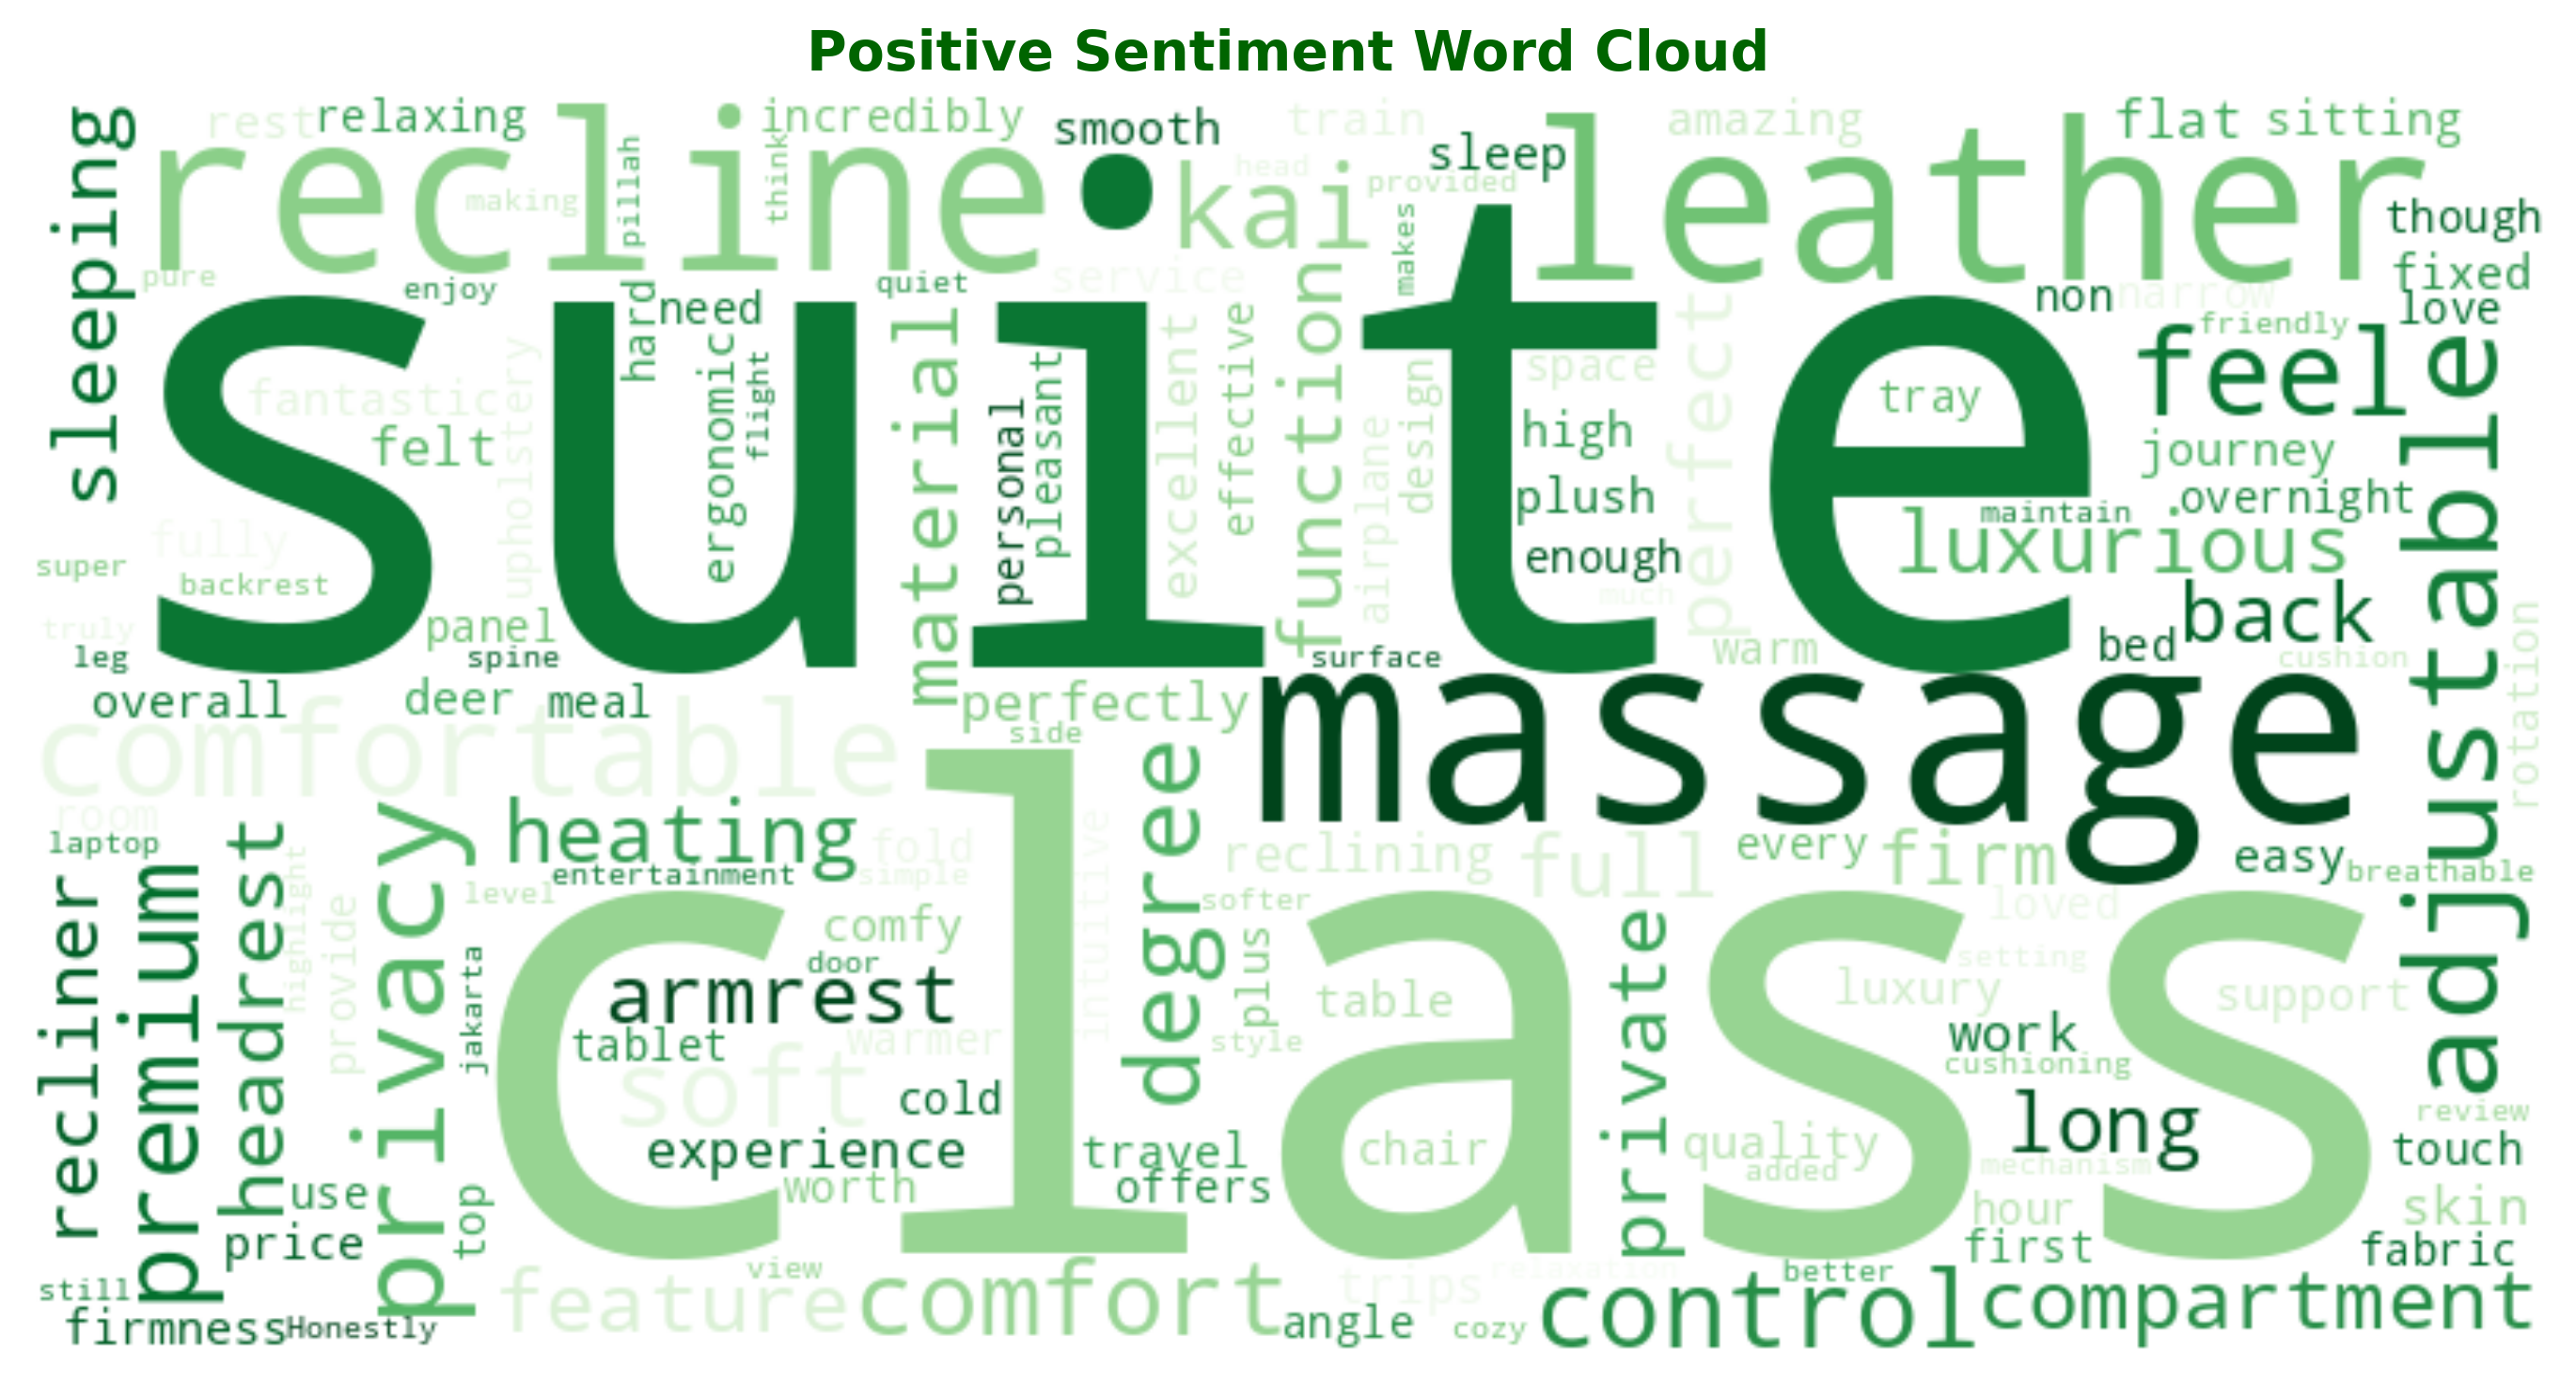 Positive Sentiment Word Cloud
rest
relaxing
incredibly
smooth
train
amazing
flat
sitting
sleeping
recline
making
pillah
think
kai
head
provided
sleep
leather
though
pure
enjoy
quiet
service
makes
fixed
non
narrow
love
suite
hard
need
material
function
friendly
feel
fantastic
upholstery
felt
ergonomic
flight
personal
pleasant
excellent
effective
airplane
design
space
high
plush
enough
much
perfect
tray
journey
overnight
maintain
luxurious
adjustable
fully
super
backrest
truly
panel
leg
spine
surface
warm
bed
back
cushion
rotation
overall
deer
meal
perfectly
side
comfortable
massage
room
laptop
heating
fold
simple
entertainment
level
intuitive
degree
reclining
full
every
firm
easy
breathable
recliner
premium
headrest
highlight
provide
privacy
jakarta
class
comfy
door
armrest
tablet
warmer
soft
softer
plus
style
table
private
loved
setting
luxury
support
work
cushioning
cold
long
review
experience
travel
chair
quality
added
mechanism
touch
use
top
worth
offers
hour
skin
price
first
fabric
still
view
feature
comfort
trips
relaxation
better
control
compartment
firmness
Honestly
angle
cozy